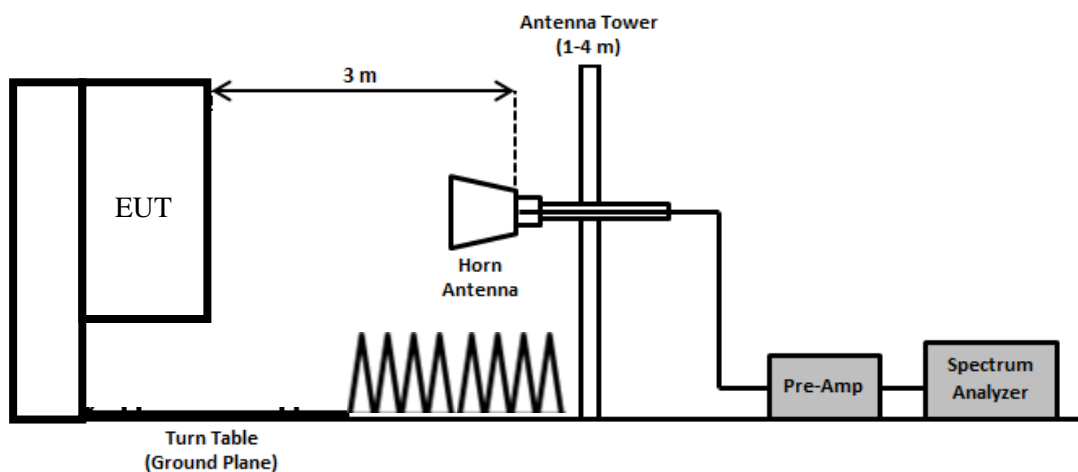 Antenna Tower
(1-4 m)
3 m
EUT
Horn
Antenna
Pre-Amp
Spectrum
Analyzer
Turn Table
(Ground Plane)